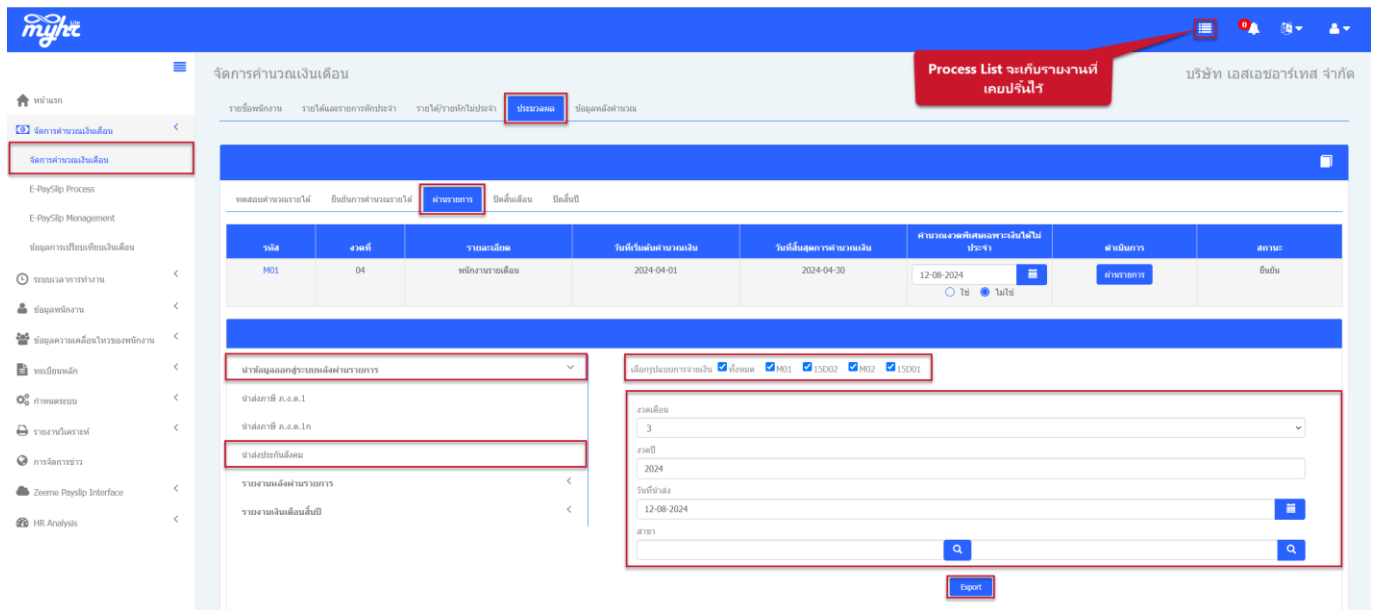 myhr Lite
0
Process List จะเก็บรายงานที่
เคยปริ้นไว้
จัดการคำนวณเงินเดือน
บริษัท เอสเอชอาร์เทส จำกัด
หน้าแรก
จัดการคำนวณเงินเดือน
จัดการคำนวณเงินเดือน
E-PaySlip Process
E-PaySlip Menagement
ข้อมูลการเปรียบเทียบเงินเดือน
ระบบเวลาการทำงาน
ข้อมูลพนักงาน
ข้อมูลความเคลื่อนไหวของพนักงาน
ทะเบียนหลัก
กำหนดระบบ
รายงานวิเคราะห์
การจัดการข่าว
Zeeme Payslip Interface
HR Analysis
รายชื่อพนักงาน รายได้และรายการหักประจำ รายได้/รายหักไม่ประจำ ประมวลผล ข้อมูลหลังคำนวณ
ทดสอบคำนวณรายได้ ยืนยันการคำนวณรายได้ ผ่านรายการ ปิดสิ้นเดือน ปิดสิ้นปี
รหัส งวดที่ รายละเอียด วันที่เริ่มต้นคำนวณเงิน วันที่สิ้นสุดการคำนวณเงิน คำนวณงวดพิเศษเฉพาะเงินได้ไม่
ประจำ ดำเนินการ สถานะ
M01 04 พนักงานรายเดือน 2024-04-01 2024-04-30 12-08-2024 ผ่านรายการ ยืนยัน
ใช่ ไม่ใช่
นำข้อมูลออกสู่ระบบหลังผ่านรายการ
นำส่งภาษี ภ.ง.ด.1
นำส่งภาษี ภ.ง.ด.1ก
นำส่งประกันสังคม
รายงานหลังผ่านรายการ
รายงานเงินเดือนสิ้นปี
เลือกรูปแบบการจ่ายเงิน ทั้งหมด M01 15D02 M02 15D01
งวดเดือน
3
งวดปี
2024
วันที่นำส่ง
12-08-2024
สาขา
Export